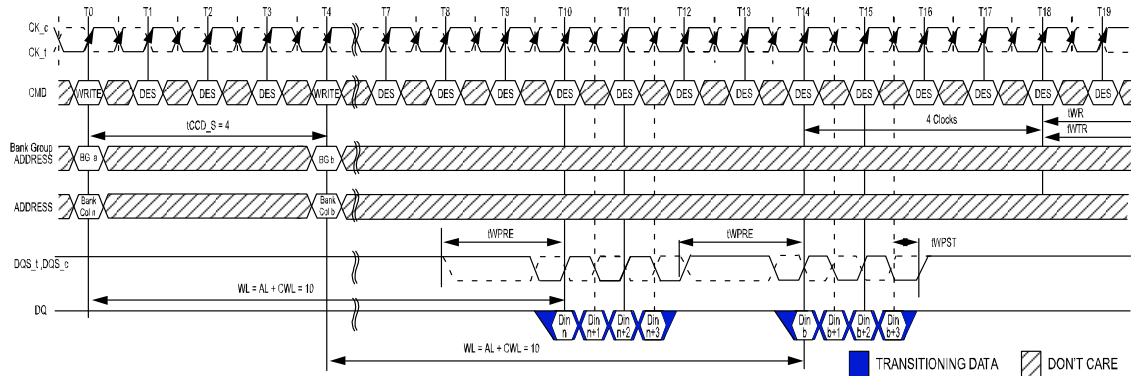 T0 T1 T2 T3 T4 T7 T8 T9 T10 T11 T12 T13 T14 T15 T16 T17 T18 T19
CK_c
CK_t
CMD WRITE DES DES DES WRITE DES DES DES DES DES DES DES DES DES DES DES DES DES
tCCD_S = 4
4 Clocks
tWR
tWTR
Bank Group
ADDRESS
BG a
BG b
ADDRESS
Bank
Col n
Bank
Col b
tWPRE
tWPRE
tWPST
DQS_t ,DQS_c
WL = AL + CWL = 10
DQ
Din n
Din n+1
Din n+2
Din n+3
Din b
Din b+1
Din b+2
Din b+3
WL = AL + CWL = 10
TRANSITIONING DATA
DON'T CARE